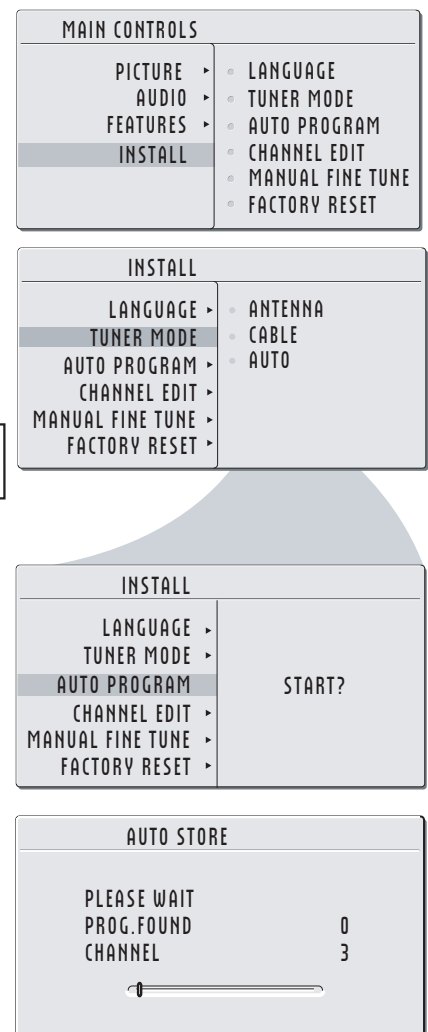 MAIN CONTROLS
PICTURE
AUDIO
FEATURES
INSTALL
LANGUAGE
TUNER MODE
AUTO PROGRAM
CHANNEL EDIT
MANUAL FINE TUNE
FACTORY RESET
INSTALL
LANGUAGE
TUNER MODE
AUTO PROGRAM
CHANNEL EDIT
MANUAL FINE TUNE
FACTORY RESET
ANTENNA
CABLE
AUTO
INSTALL
LANGUAGE
TUNER MODE
AUTO PROGRAM
CHANNEL EDIT
MANUAL FINE TUNE
FACTORY RESET
START?
AUTO STORE
PLEASE WAIT
PROG.FOUND 0
CHANNEL 3